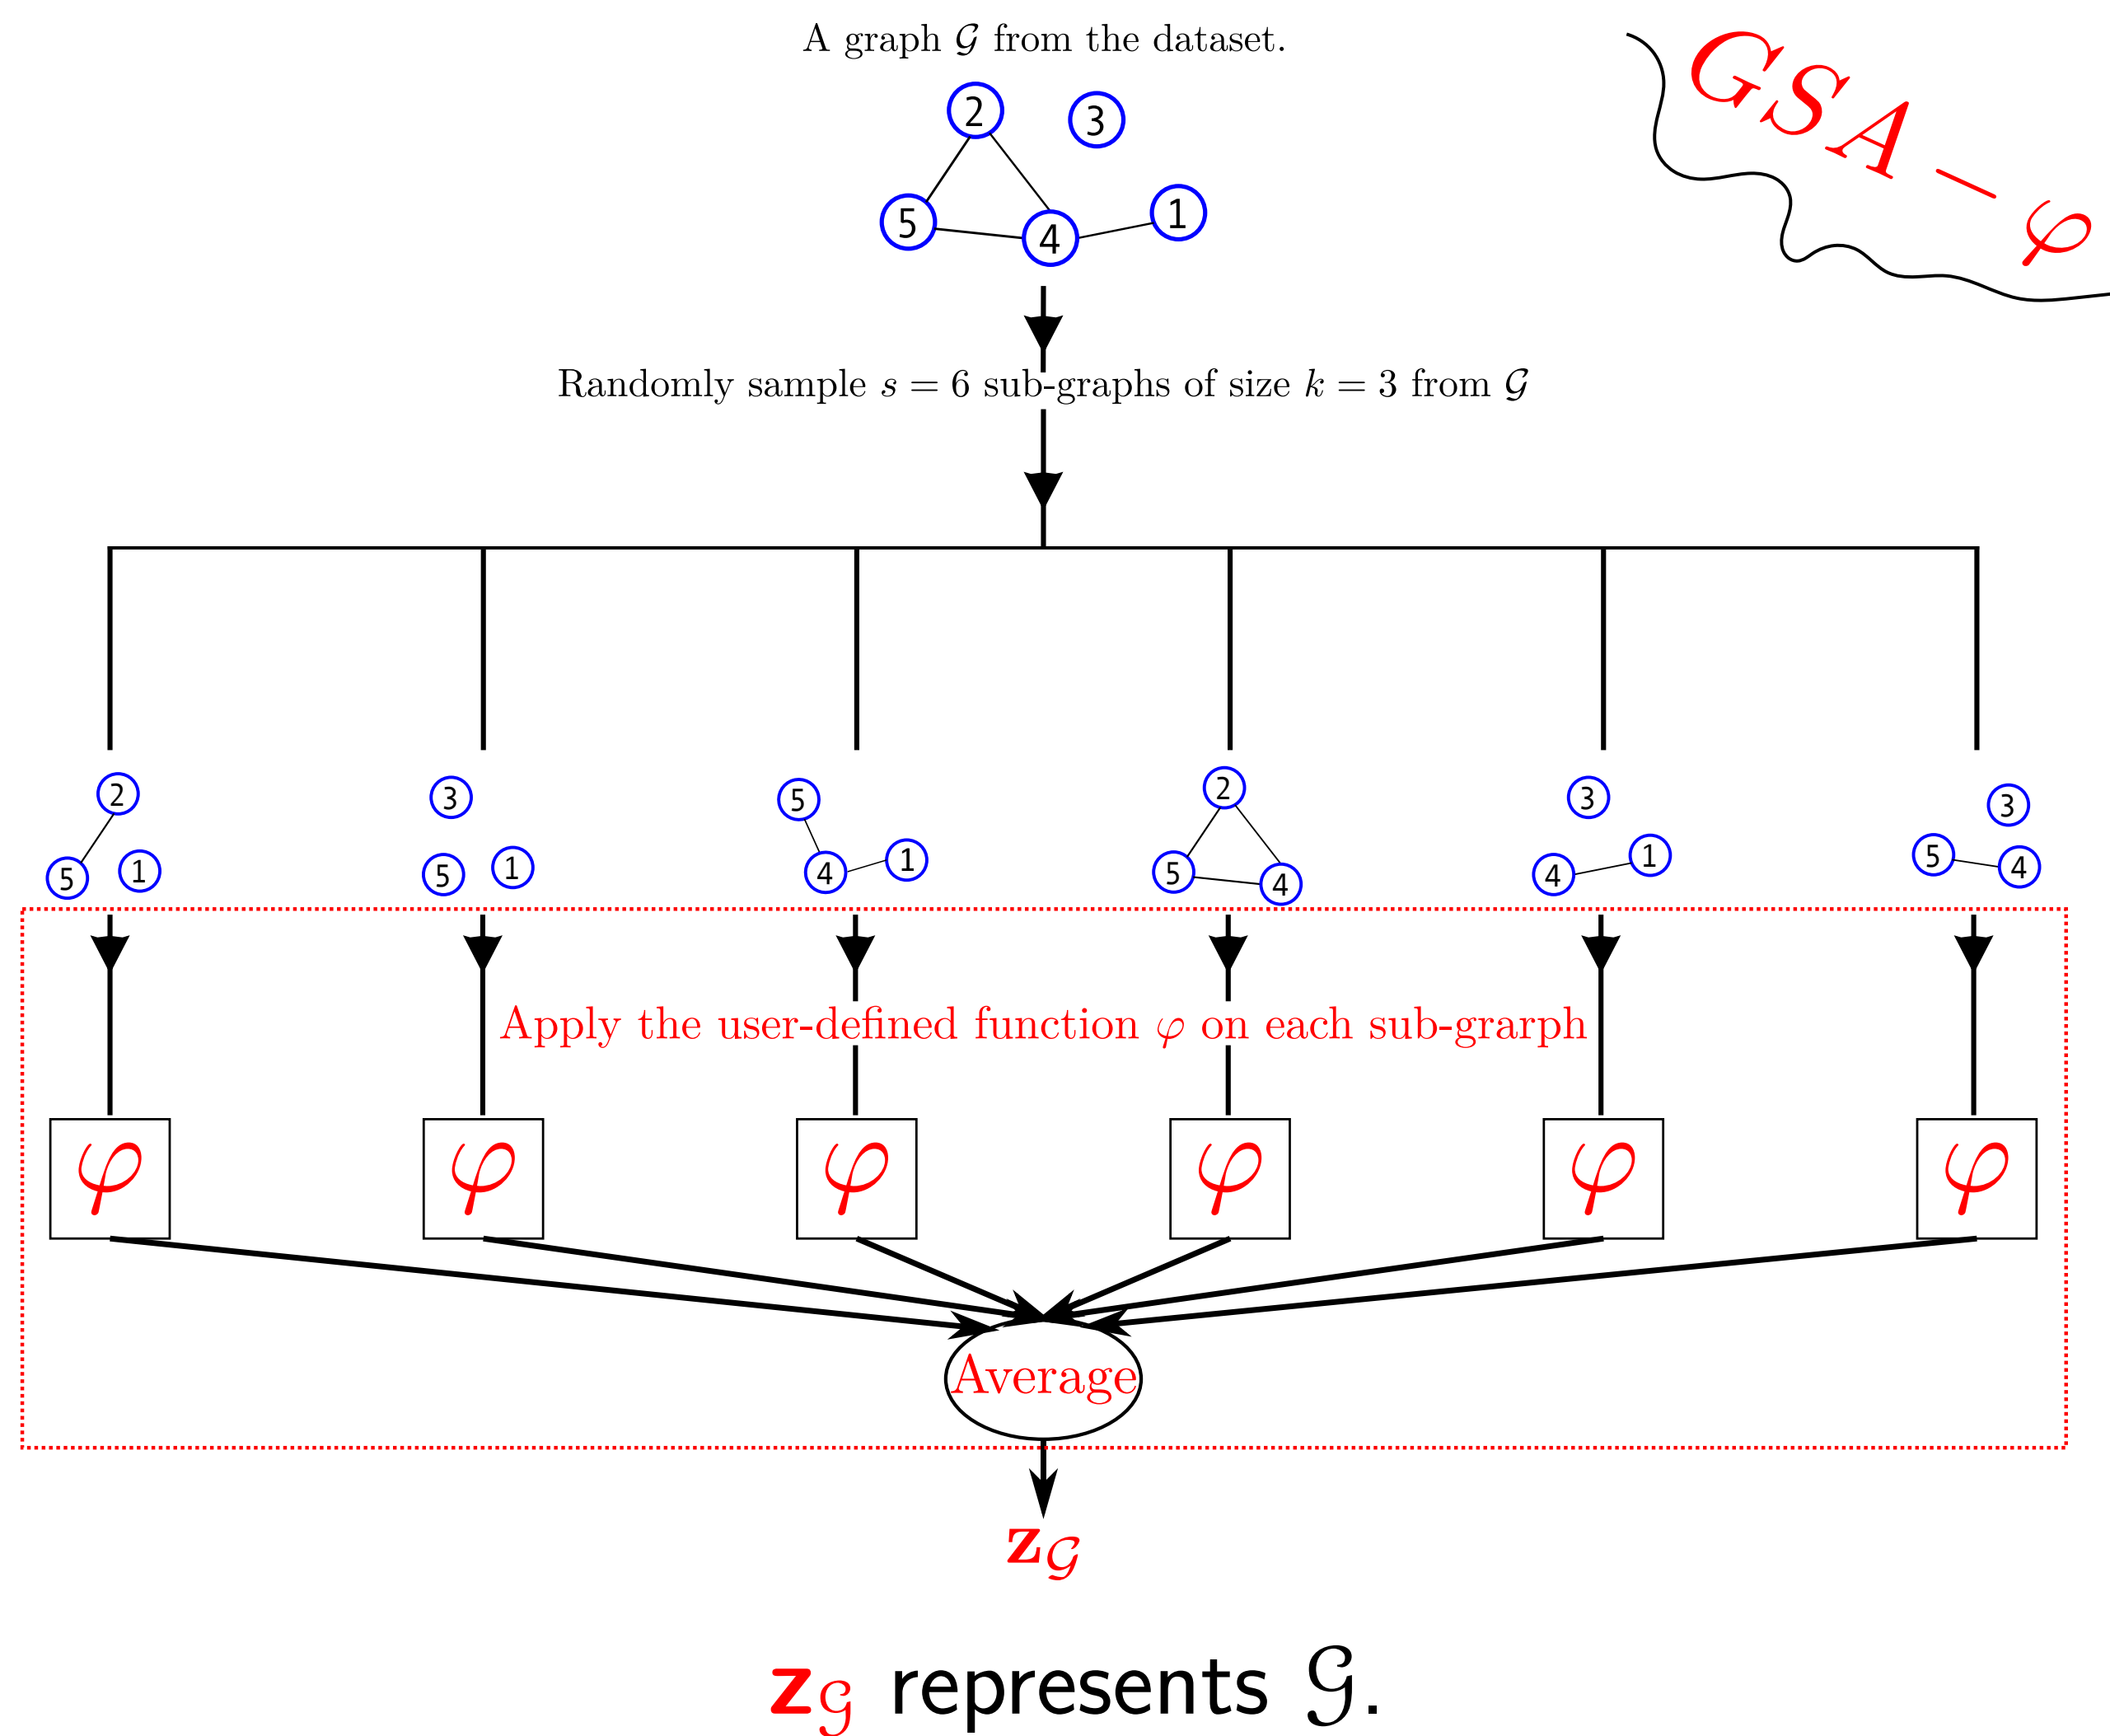 A graph 𝒢 from the dataset.
GSA − φ
2
3
5
4
1
Randomly sample s = 6 sub-graphs of size k = 3 from 𝒢
2
5
1
3
5
1
5
4
1
2
5
4
3
4
1
3
5
4
Apply the user-defined function φ on each sub-grarph
φ φ φ φ φ φ
Average
z𝒢
z𝒢 represents 𝒢.